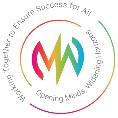 Working Together to Ensure Success for All
Opening Minds, Widening Horizons